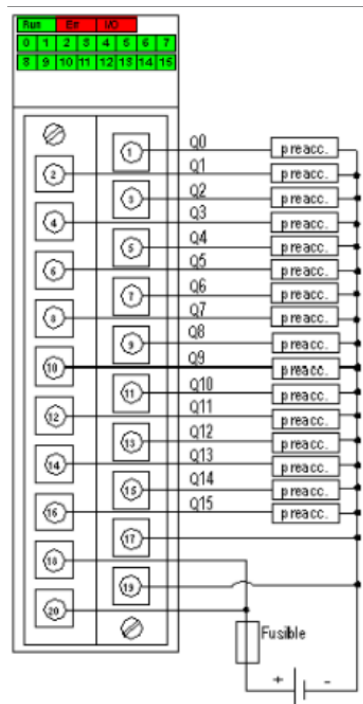 Run Err I/O
0 1 2 3 4 5 6 7
8 9 10 11 12 13 14 15
1 Q0 preacc.
2 Q1 preacc.
3 Q2 preacc.
4 Q3 preacc.
5 Q4 preacc.
6 Q5 preacc.
7 Q6 preacc.
8 Q7 preacc.
9 Q8 preacc.
10 Q9 preacc.
11 Q10 preacc.
12 Q11 preacc.
13 Q12 preacc.
14 Q13 preacc.
15 Q14 preacc.
16 Q15 preacc.
17
18
19
20
Fusible
+ -